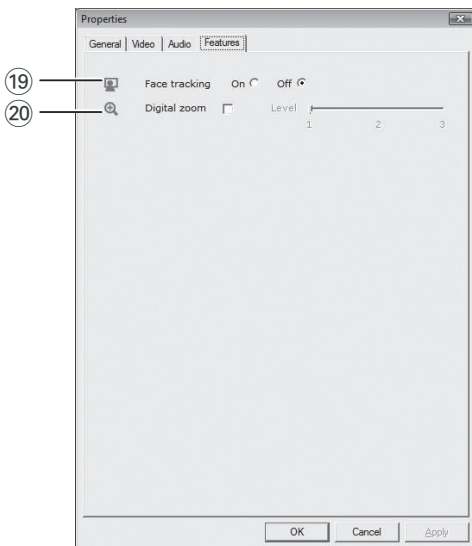 Properties
General Video Audio Features
19 Face tracking On Off
20 Digital zoom Level
1 2 3
OK Cancel Apply